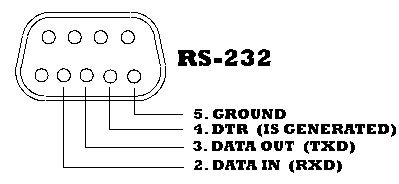 RS-232
5. GROUND
4. DTR (IS GENERATED)
3. DATA OUT (TXD)
2. DATA IN (RXD)